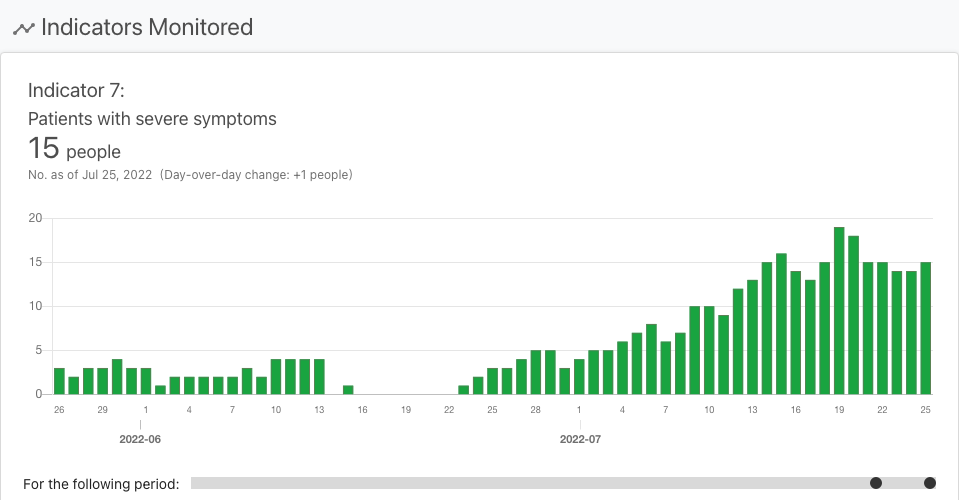 Indicators Monitored
Indicator 7:
Patients with severe symptoms
15 people
No. as of Jul 25, 2022 (Day-over-day change: +1 people)
20
15
10
5
0
26 29 1 4 7 10 13 16 19 22 25 28 1 4 7 10 13 16 19 22 25
2022-06 2022-07
For the following period: